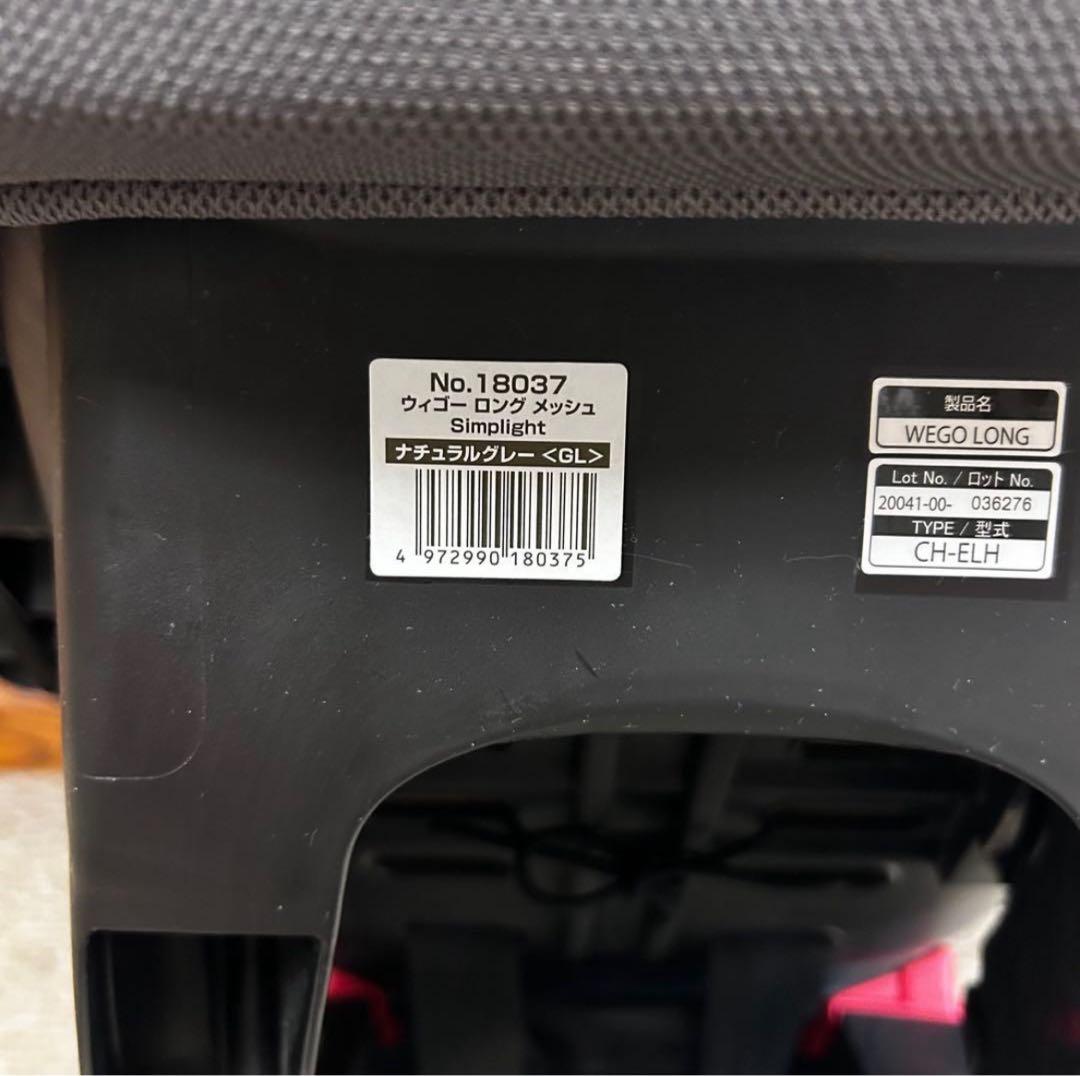 No.18037
ウィゴー ロング メッシュ
Simplight
ナチュラルグレー <GL>
4 972990 180375
製品名
WEGO LONG
Lot No. / ロット No.
20041-00- 036276
TYPE / 型式
CH-ELH